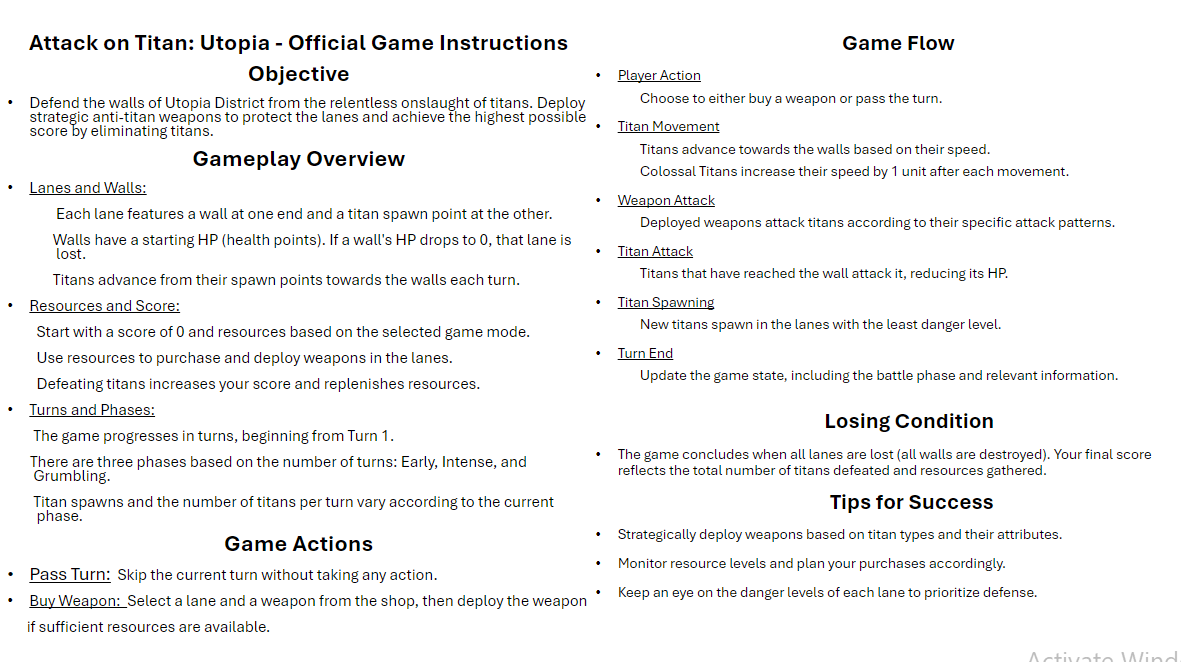 Attack on Titan: Utopia - Official Game Instructions
Objective
• Defend the walls of Utopia District from the relentless onslaught of titans. Deploy
strategic anti-titan weapons to protect the lanes and achieve the highest possible
score by eliminating titans.
Gameplay Overview
• Lanes and Walls:
Each lane features a wall at one end and a titan spawn point at the other.
Walls have a starting HP (health points). If a wall's HP drops to 0, that lane is
lost.
Titans advance from their spawn points towards the walls each turn.
• Resources and Score:
Start with a score of 0 and resources based on the selected game mode.
Use resources to purchase and deploy weapons in the lanes.
Defeating titans increases your score and replenishes resources.
• Turns and Phases:
The game progresses in turns, beginning from Turn 1.
There are three phases based on the number of turns: Early, Intense, and
Grumbling.
Titan spawns and the number of titans per turn vary according to the current
phase.
Game Actions
• Pass Turn: Skip the current turn without taking any action.
• Buy Weapon: Select a lane and a weapon from the shop, then deploy the weapon
if sufficient resources are available.
Game Flow
• Player Action
Choose to either buy a weapon or pass the turn.
• Titan Movement
Titans advance towards the walls based on their speed.
Colossal Titans increase their speed by 1 unit after each movement.
• Weapon Attack
Deployed weapons attack titans according to their specific attack patterns.
• Titan Attack
Titans that have reached the wall attack it, reducing its HP.
• Titan Spawning
New titans spawn in the lanes with the least danger level.
• Turn End
Update the game state, including the battle phase and relevant information.
Losing Condition
• The game concludes when all lanes are lost (all walls are destroyed). Your final score
reflects the total number of titans defeated and resources gathered.
Tips for Success
• Strategically deploy weapons based on titan types and their attributes.
• Monitor resource levels and plan your purchases accordingly.
• Keep an eye on the danger levels of each lane to prioritize defense.
Activate Wind